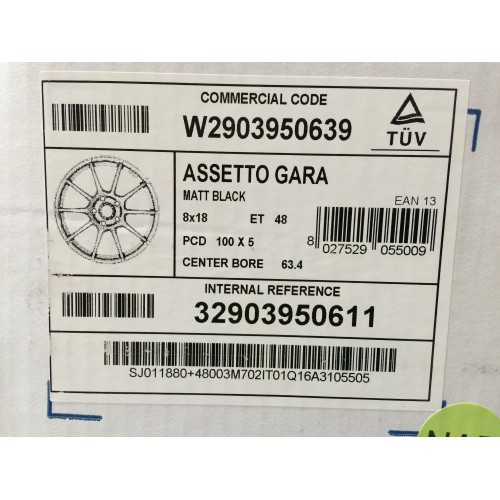 COMMERCIAL CODE
W2903950639
TÜV
ASSETTO GARA
MATT BLACK
8x18 ET 48
PCD 100 X 5
CENTER BORE 63.4
EAN 13
8 027529 055009
INTERNAL REFERENCE
32903950611
SJ011880+48003M702IT01Q16A3105505